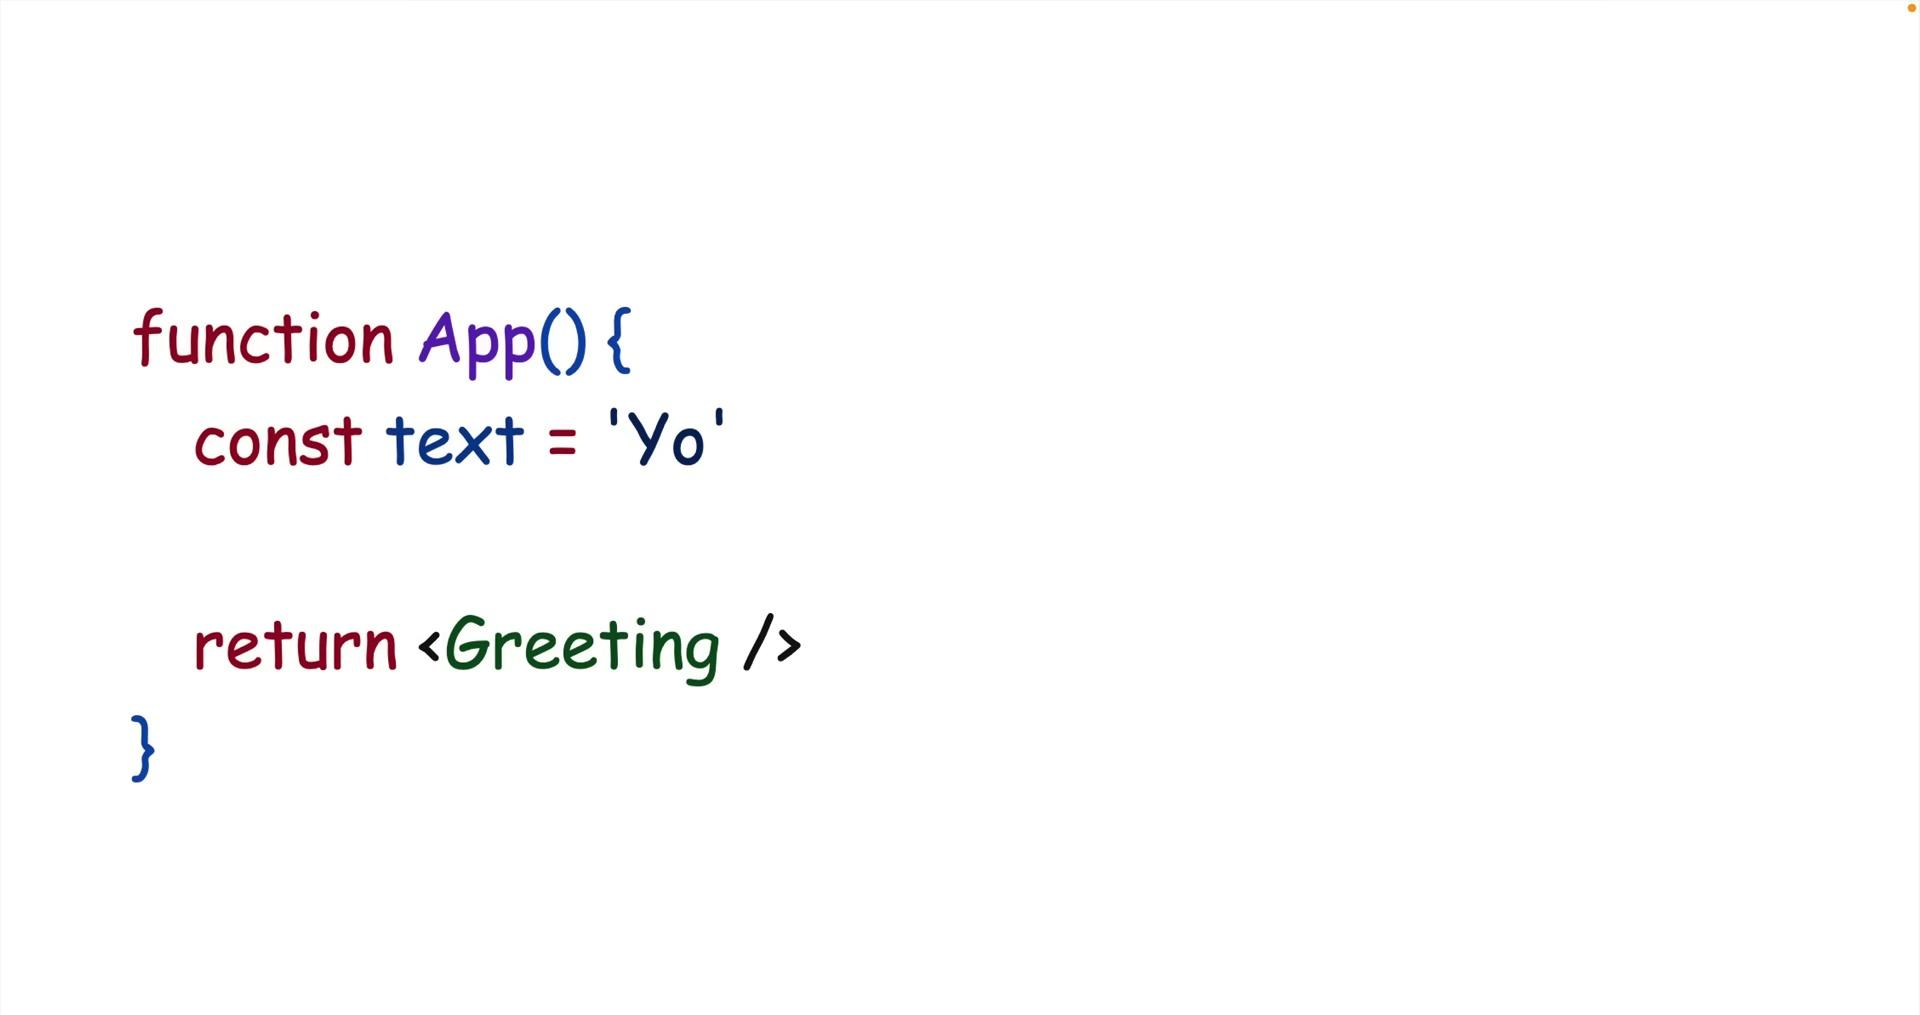 function App() {
const text = 'Yo'
return <Greeting />
}